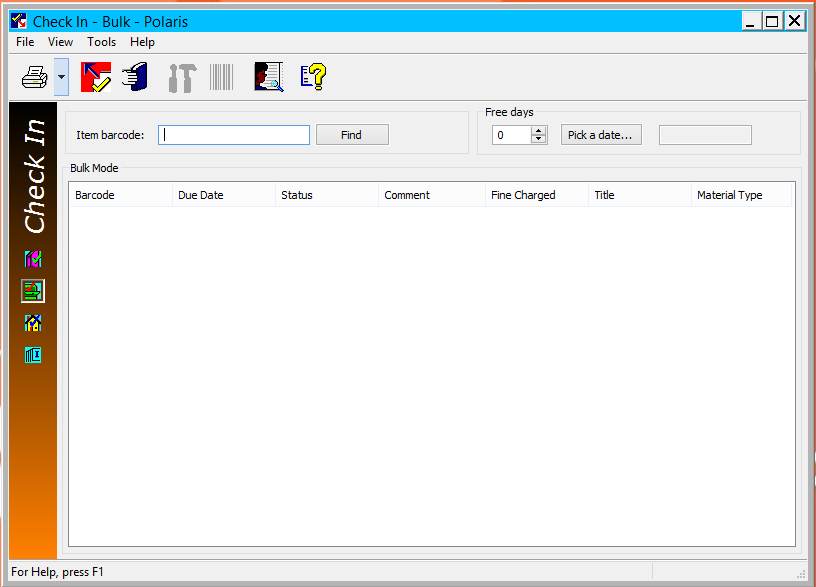 Check In - Bulk - Polaris
File View Tools Help
Check In
Item barcode:
Find
Free days
0
Pick a date...
Bulk Mode
Barcode Due Date Status Comment Fine Charged Title Material Type
For Help, press F1